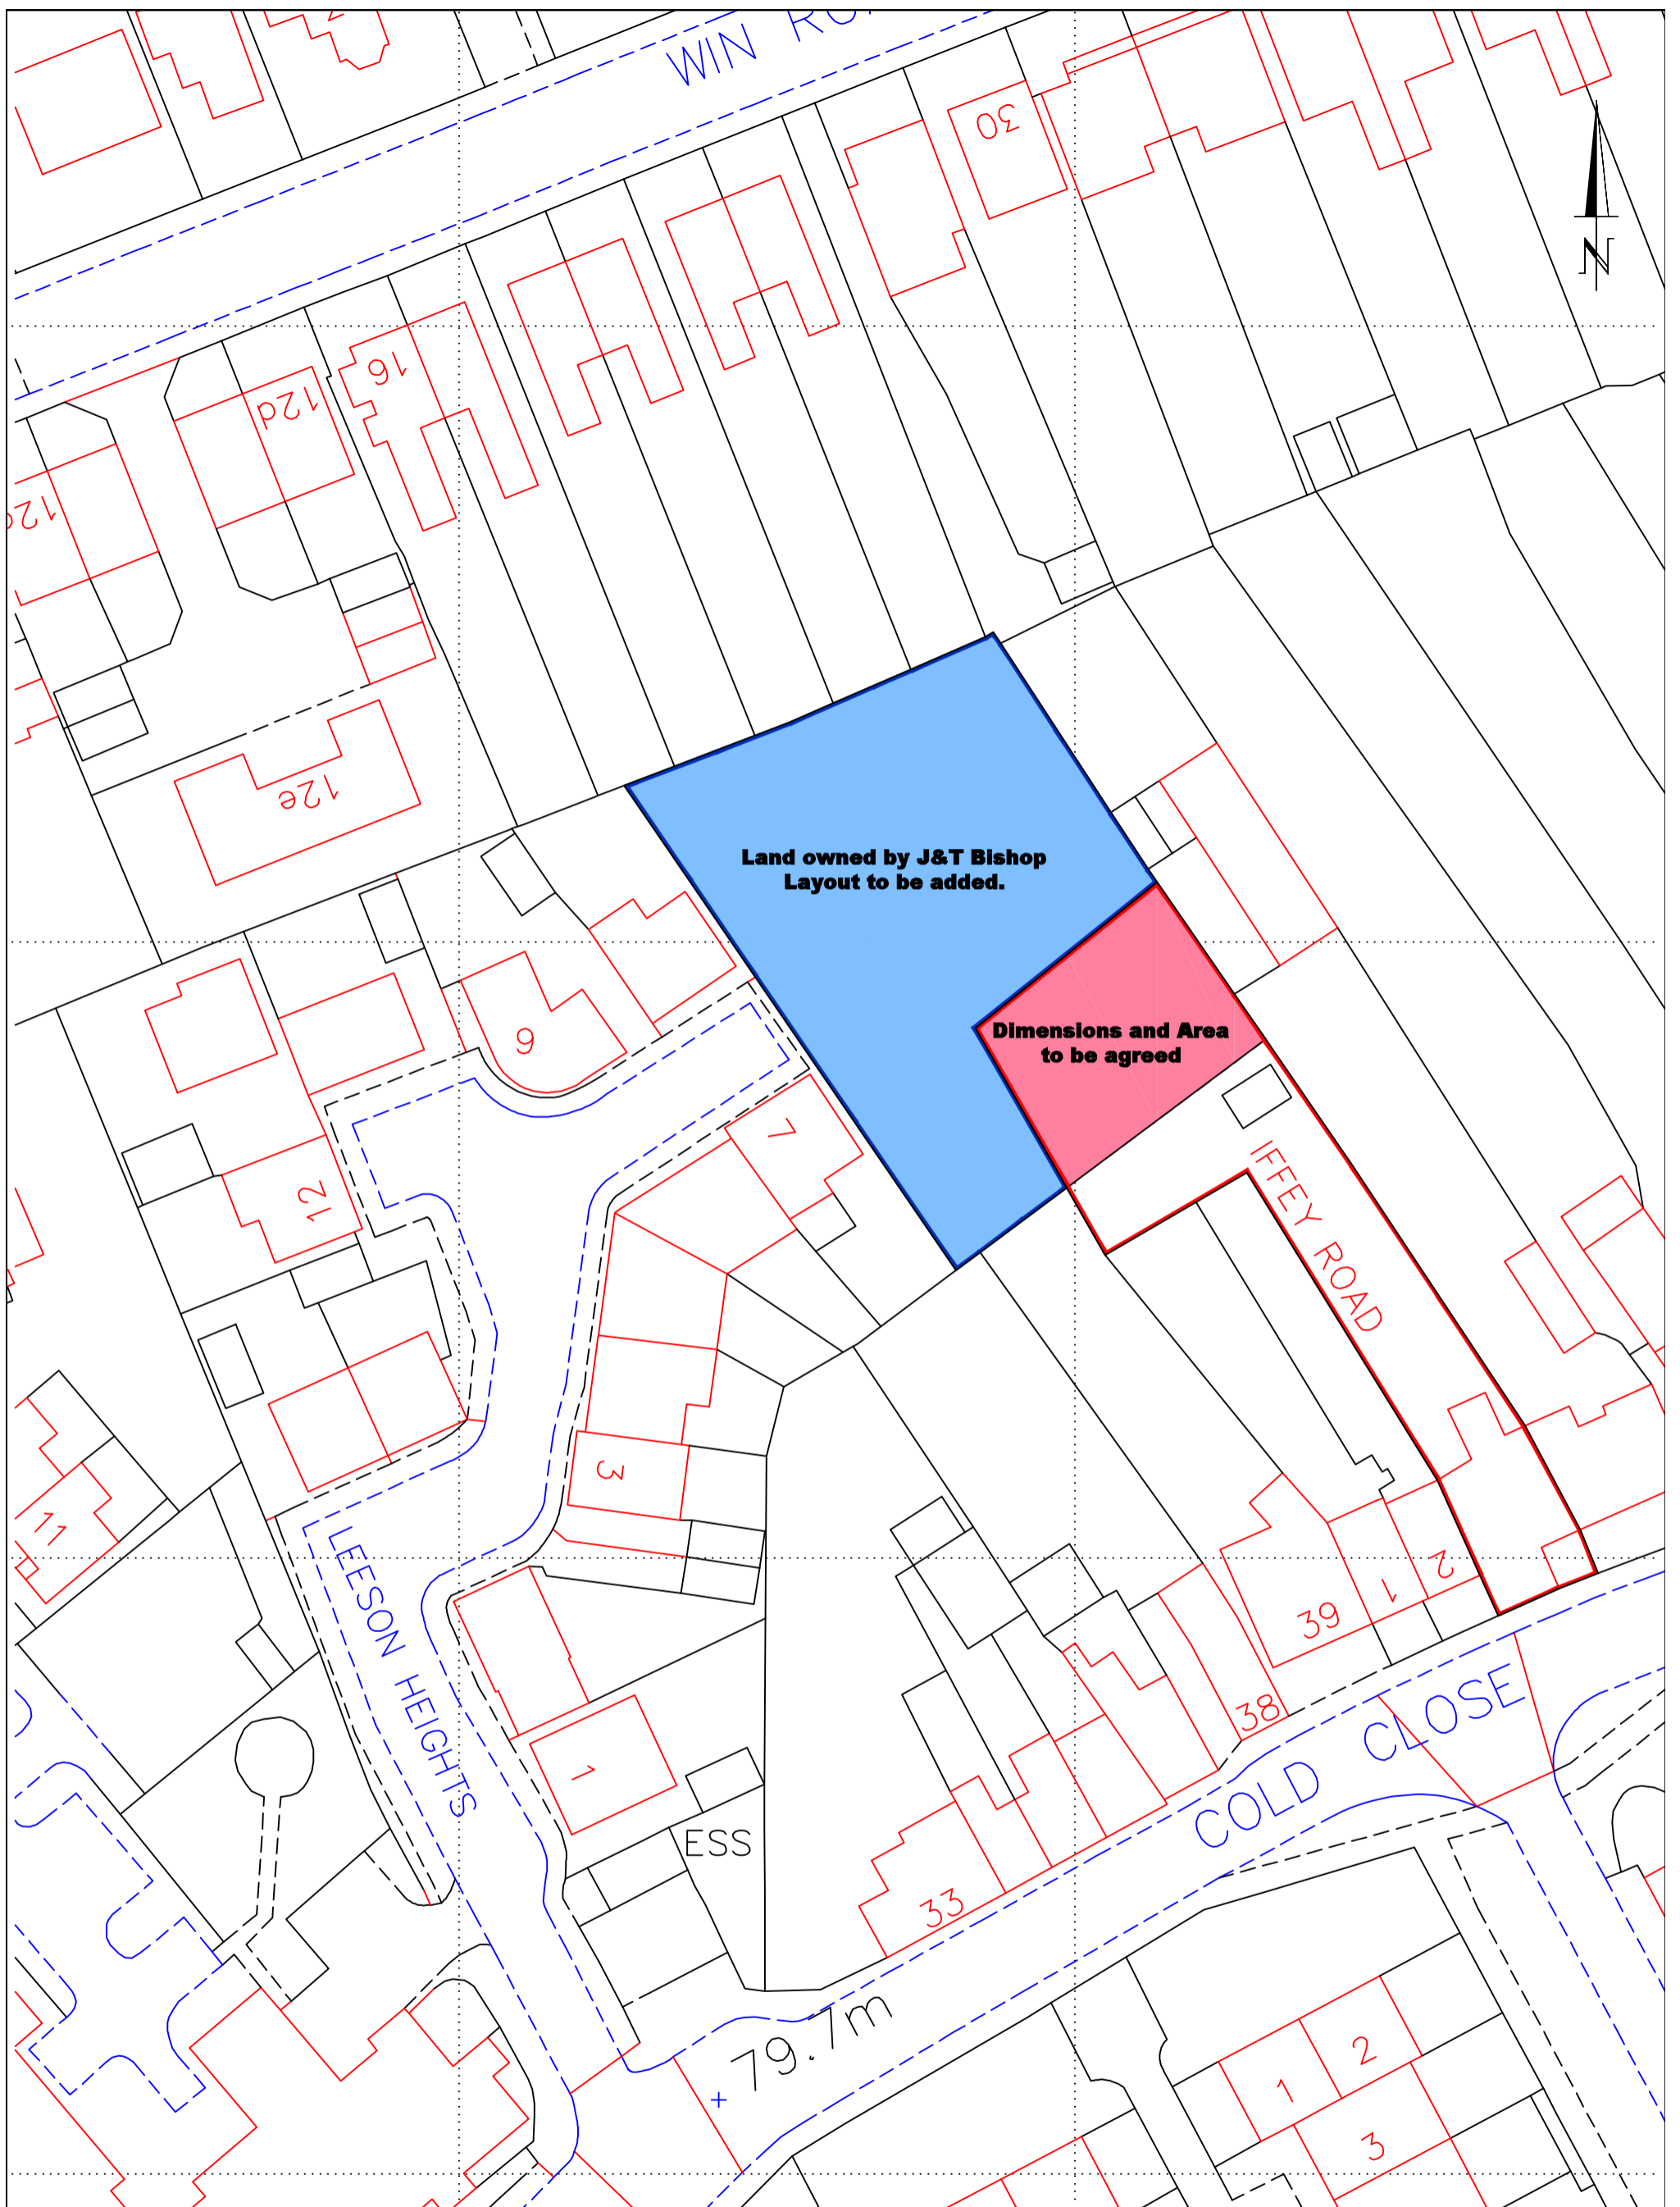 WIN
30
N
16
12d
12e
Land owned by J&T Bishop
Layout to be added.
Dimensions and Area
to be agreed
6
7
12
IFFEY ROAD
3
11
LEESON HEIGHTS
2
1
39
38
COLD CLOSE
1
ESS
33
79.7m
2
1
3